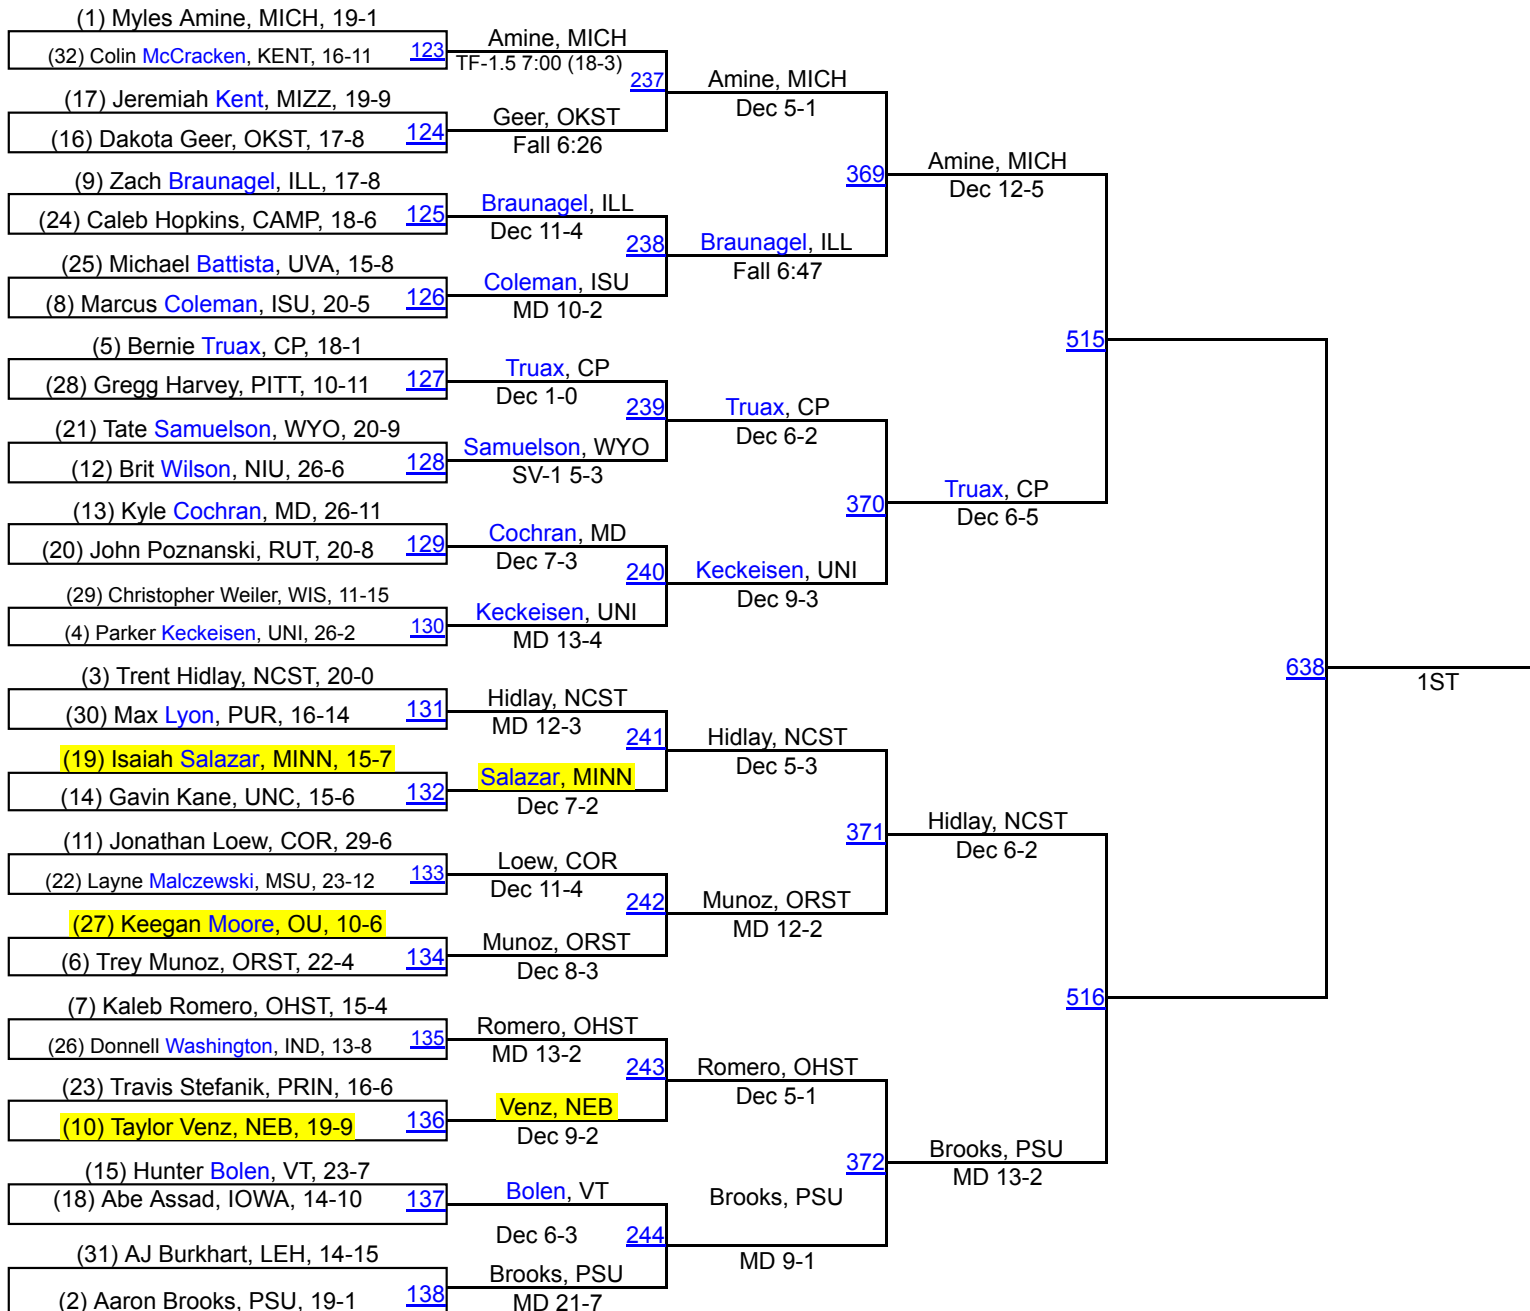 (1) Myles Amine, MICH, 19-1
(32) Colin McCracken, KENT, 16-11
123
(17) Jeremiah Kent, MIZZ, 19-9
(16) Dakota Geer, OKST, 17-8
124
(9) Zach Braunagel, ILL, 17-8
(24) Caleb Hopkins, CAMP, 18-6
125
(25) Michael Battista, UVA, 15-8
(8) Marcus Coleman, ISU, 20-5
126
(5) Bernie Truax, CP, 18-1
(28) Gregg Harvey, PITT, 10-11
127
(21) Tate Samuelson, WYO, 20-9
(12) Brit Wilson, NIU, 26-6
128
(13) Kyle Cochran, MD, 26-11
(20) John Poznanski, RUT, 20-8
129
(29) Christopher Weiler, WIS, 11-15
(4) Parker Keckeisen, UNI, 26-2
130
(3) Trent Hidlay, NCST, 20-0
(30) Max Lyon, PUR, 16-14
131
(19) Isaiah Salazar, MINN, 15-7
(14) Gavin Kane, UNC, 15-6
132
(11) Jonathan Loew, COR, 29-6
(22) Layne Malczewski, MSU, 23-12
133
(27) Keegan Moore, OU, 10-6
(6) Trey Munoz, ORST, 22-4
134
(7) Kaleb Romero, OHST, 15-4
(26) Donnell Washington, IND, 13-8
135
(23) Travis Stefanik, PRIN, 16-6
(10) Taylor Venz, NEB, 19-9
136
(15) Hunter Bolen, VT, 23-7
(18) Abe Assad, IOWA, 14-10
137
(31) AJ Burkhart, LEH, 14-15
(2) Aaron Brooks, PSU, 19-1
138
Amine, MICH
TF-1.5 7:00 (18-3)
237
Geer, OKST
Fall 6:26
Braunagel, ILL
Dec 11-4
238
Coleman, ISU
MD 10-2
Truax, CP
Dec 1-0
239
Samuelson, WYO
SV-1 5-3
Cochran, MD
Dec 7-3
240
Keckeisen, UNI
MD 13-4
Hidlay, NCST
MD 12-3
241
Salazar, MINN
Dec 7-2
Loew, COR
Dec 11-4
242
Munoz, ORST
Dec 8-3
Romero, OHST
MD 13-2
243
Venz, NEB
Dec 9-2
Bolen, VT
Dec 6-3
244
Brooks, PSU
MD 21-7
Amine, MICH
Dec 5-1
369
Braunagel, ILL
Fall 6:47
Truax, CP
Dec 6-2
370
Keckeisen, UNI
Dec 9-3
Hidlay, NCST
Dec 5-3
371
Munoz, ORST
MD 12-2
Romero, OHST
Dec 5-1
372
Brooks, PSU
MD 9-1
Amine, MICH
Dec 12-5
515
Truax, CP
Dec 6-5
Hidlay, NCST
Dec 6-2
516
Brooks, PSU
MD 13-2
638
1ST